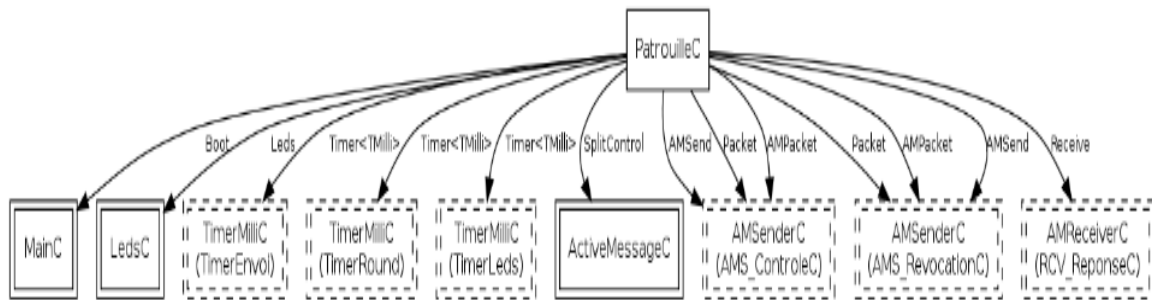 PatrouilleC
Boot
Leds
Timer<TMilli>
Timer<TMilli>
Timer<TMilli>
SplitControl
AMSend
Packet
AMPacket
Packet
AMPacket
AMSend
Receive
MainC
LedsC
TimerMilliC
(TimerEnvoi)
TimerMilliC
(TimerRound)
TimerMilliC
(TimerLeds)
ActiveMessageC
AMSenderC
(AMS_ControleC)
AMSenderC
(AMS_RevocationC)
AMReceiverC
(RCV_ReponseC)